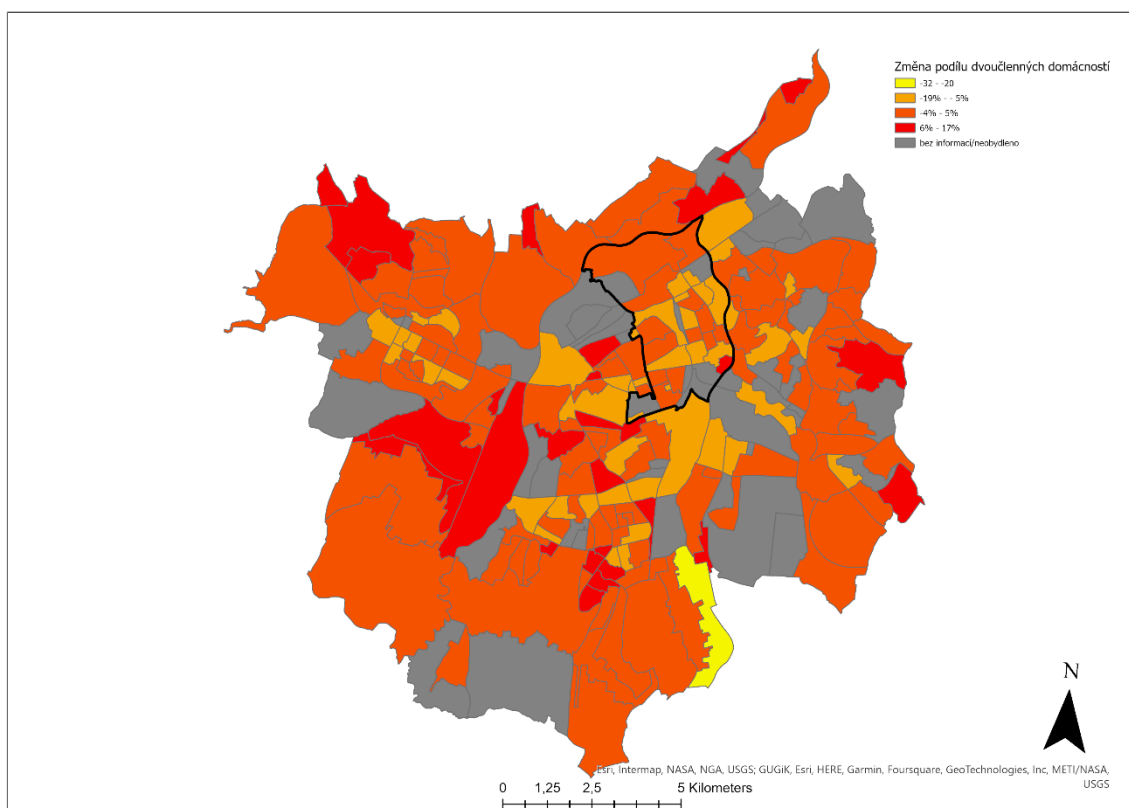 Změna podílu dvoučlenných domácností
-32 - -20
-19% - - 5%
-4% - 5%
6% - 17%
bez informací/neobydleno
N
Esri, Intermap, NASA, NGA, USGS; GUGiK, Esri, HERE, Garmin, Foursquare, GeoTechnologies, Inc, METI/NASA,
USGS
0 1,25 2,5 5 Kilometers